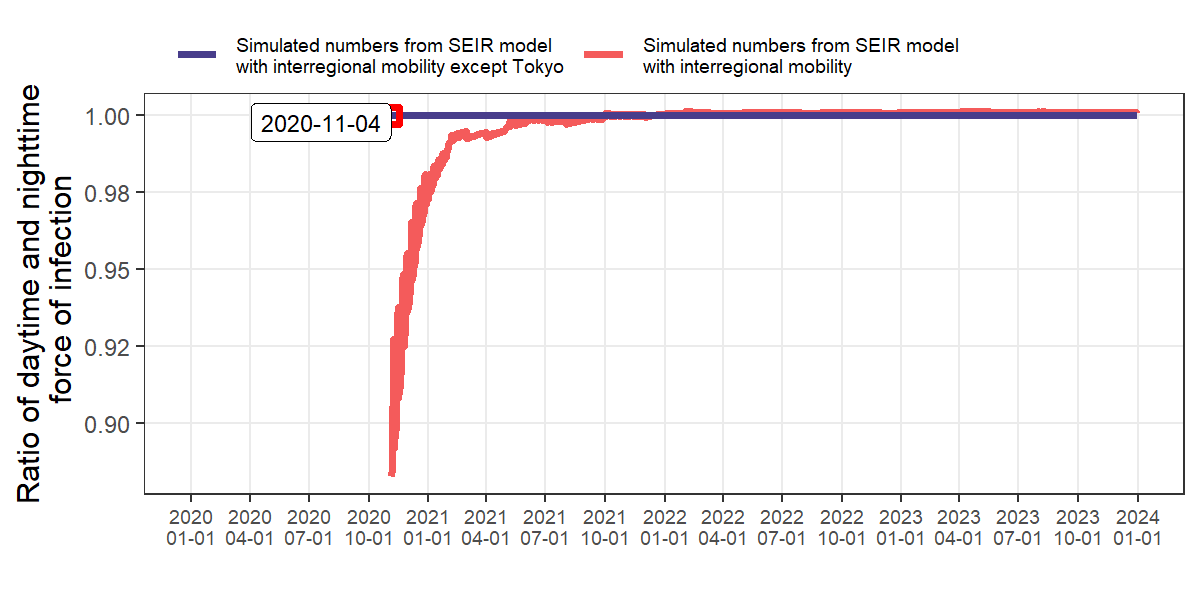 Simulated numbers from SEIR model
with interregional mobility except Tokyo
Simulated numbers from SEIR model
with interregional mobility
Ratio of daytime and nighttime
force of infection
1.00
0.98
0.95
0.92
0.90
2020-11-04
2020 2020 2020 2020 2021 2021 2021 2021 2022 2022 2022 2022 2023 2023 2023 2023 2024
01-01 04-01 07-01 10-01 01-01 04-01 07-01 10-01 01-01 04-01 07-01 10-01 01-01 04-01 07-01 10-01 01-01